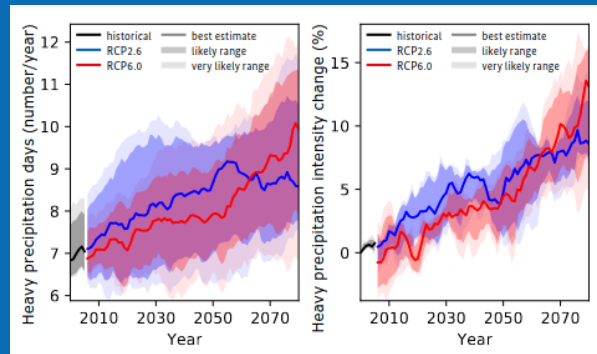 Heavy precipitation days (number/year)
12
11
10
9
8
7
6
historical
RCP2.6
RCP6.0
best estimate
likely range
very likely range
2010 2030 2050 2070
Year
Heavy precipitation intensity change (%)
15
10
5
0
historical
RCP2.6
RCP6.0
best estimate
likely range
very likely range
2010 2030 2050 2070
Year